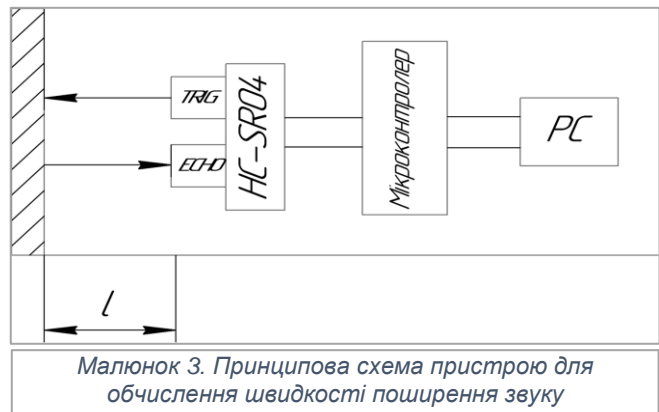 TRIG
ECHO
HC-SR04
Мікроконтролер
PC
l
Малюнок 3. Принципова схема пристрою для
обчислення швидкості поширення звуку